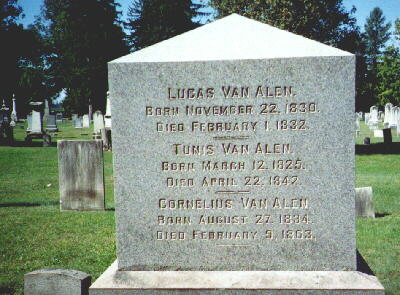 LUCAS VAN ALEN.
BORN NOVEMBER 22. 1830.
DIED FEBRUARY 1. 1832.
TUNIS VAN ALEN.
BORN MARCH 12. 1825.
DIED APRIL 22. 1847.
CORNELIUS VAN ALEN
BORN AUGUST 27. 1834.
DIED FEBRUARY 5. 1863.